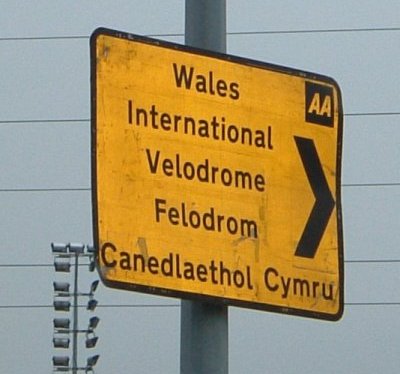 AA
Wales
International
Velodrome
Felodrom
Canedlaethol Cymru